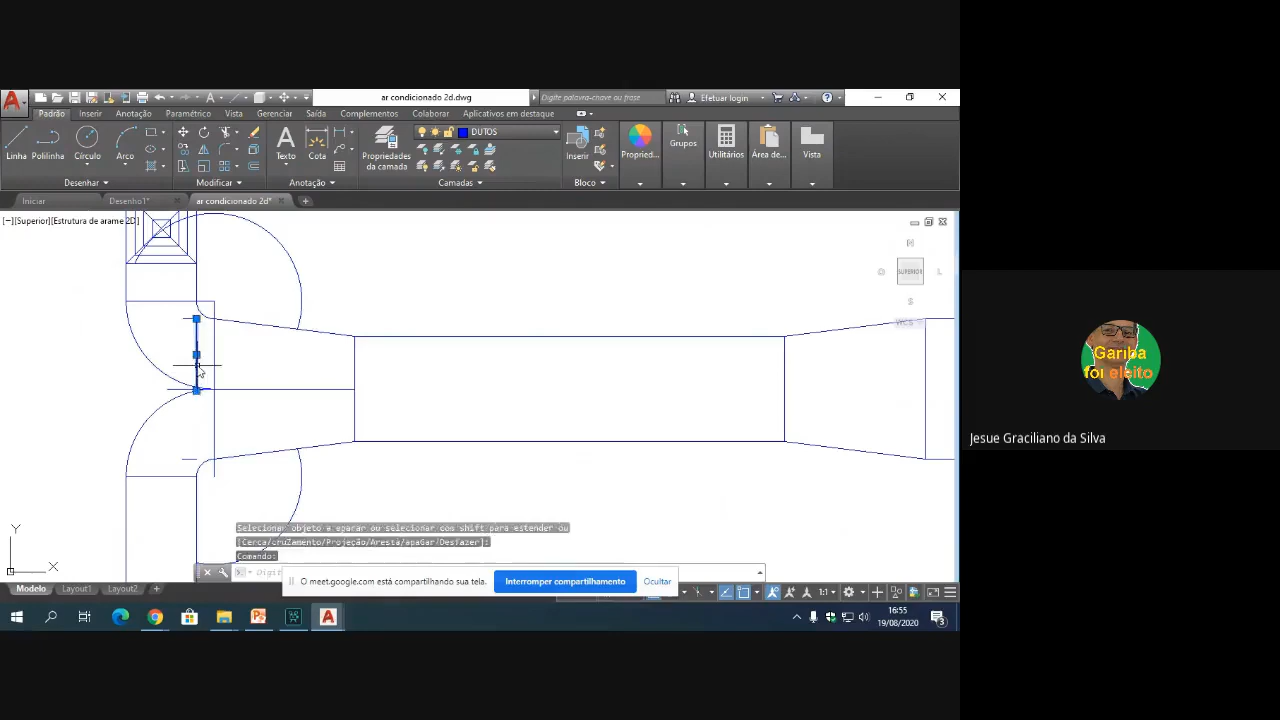 ar condicionado 2d.dwg
Digite palavra-chave ou frase
Efetuar login
Padrão Inserir Anotação Paramétrico Vista Gerenciar Saída Complementos Colaborar Aplicativos em destaque
DUTOS
Linha Polilinha Círculo Arco
Texto Cota
Propriedades
da camada
Inserir
Propried...
Grupos
Utilitários
Área de...
Vista
Desenhar Modificar Anotação Camadas Bloco
Iniciar Desenho1* ar condicionado 2d*
[−][Superior][Estrutura de arame 2D]
N
O SUPERIOR L
S
WCS
Gariba
foi eleito
Jesue Graciliano da Silva
Selecionar objeto a aparar ou selecionar com shift para estender ou
[Cerca/cruZamento/Projeção/Aresta/apaGar/Desfazer]:
Comando:
Y
X
O meet.google.com está compartilhando sua tela. Interromper compartilhamento Ocultar
Modelo Layout1 Layout2
1:1
16:55
19/08/2020
3